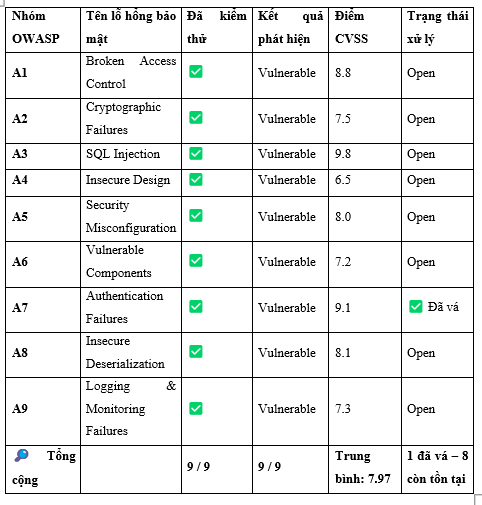 Nhóm OWASP
Tên lỗ hổng bảo mật
Đã kiểm thử
Kết quả phát hiện
Điểm CVSS
Trạng thái xử lý
A1
Broken Access Control
Vulnerable
8.8
Open
A2
Cryptographic Failures
Vulnerable
7.5
Open
A3
SQL Injection
Vulnerable
9.8
Open
A4
Insecure Design
Vulnerable
6.5
Open
A5
Security Misconfiguration
Vulnerable
8.0
Open
A6
Vulnerable Components
Vulnerable
7.2
Open
A7
Authentication Failures
Vulnerable
9.1
Đã vá
A8
Insecure Deserialization
Vulnerable
8.1
Open
A9
Logging & Monitoring Failures
Vulnerable
7.3
Open
Tổng cộng
9 / 9
9 / 9
Trung bình: 7.97
1 đã vá – 8 còn tồn tại